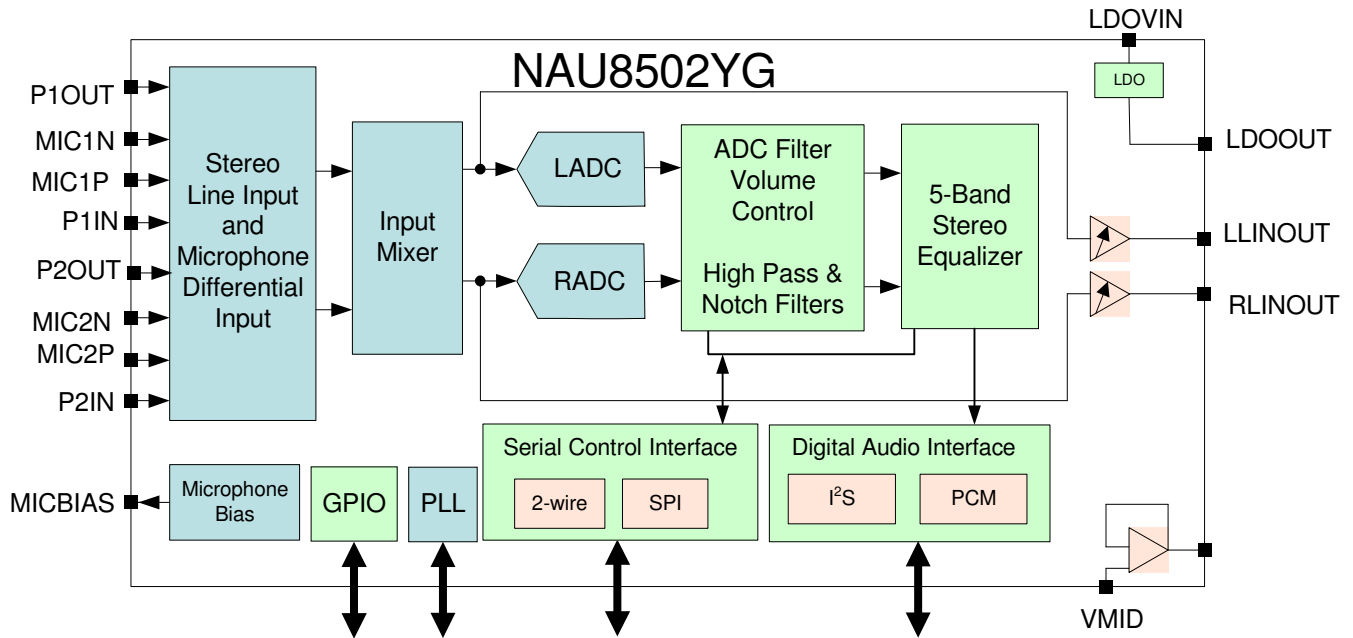 LDOVIN
NAU8502YG
LDO
LDOOUT
P1OUT
MIC1N
MIC1P
P1IN
P2OUT
MIC2N
MIC2P
P2IN
Stereo
Line Input
and
Microphone
Differential
Input
Input
Mixer
LADC
RADC
ADC Filter
Volume
Control
High Pass &
Notch Filters
5-Band
Stereo
Equalizer
LLINOUT
RLINOUT
MICBIAS
Microphone
Bias
GPIO
PLL
Serial Control Interface
2-wire
SPI
Digital Audio Interface
I²S
PCM
VMID